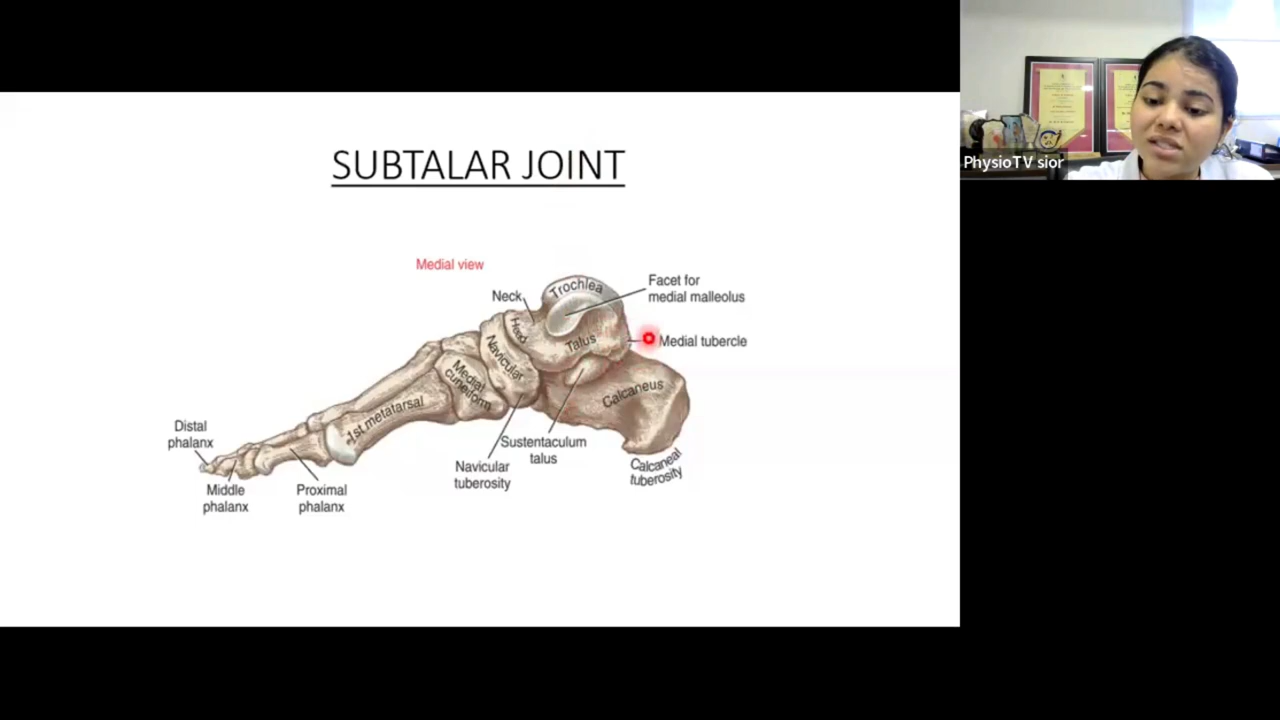 SUBTALAR JOINT
Medial view
Neck
Trochlea
Facet for
medial malleolus
Head
Talus
Medial tubercle
Navicular
Medial
cuneiform
Calcaneus
1st metatarsal
Distal
phalanx
Sustentaculum
talus
Navicular
tuberosity
Calcaneal
tuberosity
Middle
phalanx
Proximal
phalanx
PhysioTV sior